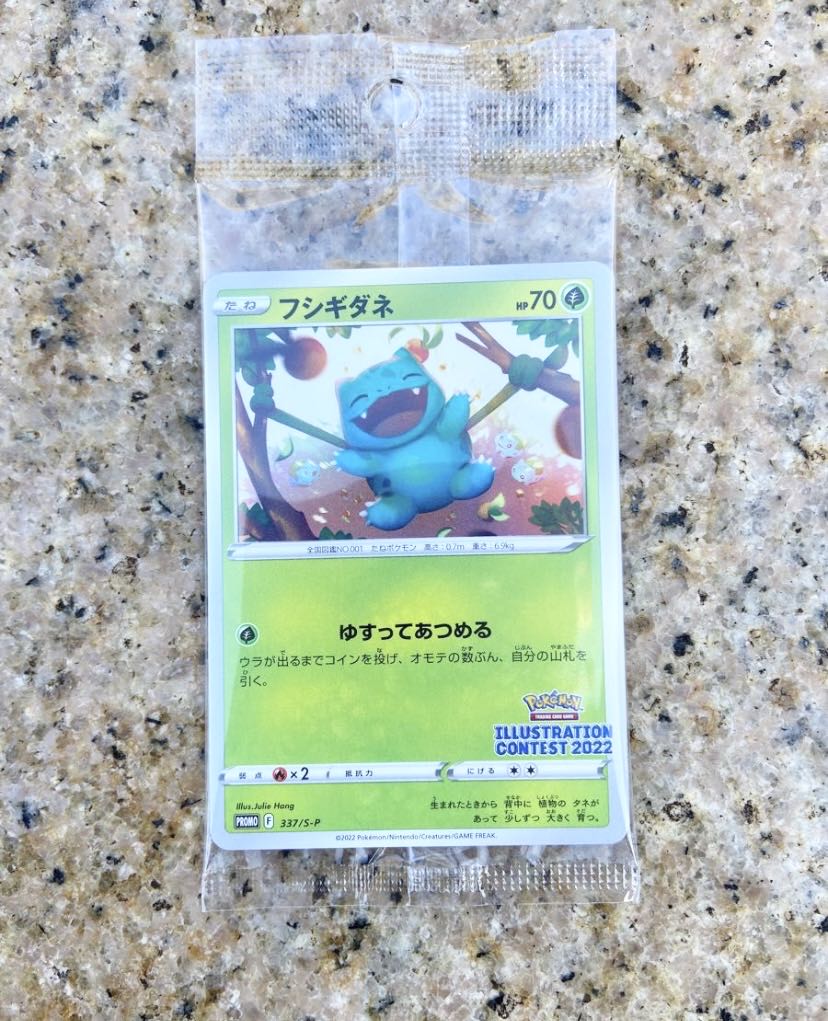 たね フシギダネ HP70
全国図鑑NO.001 たねポケモン 高さ:0.7m 重さ:6.9kg
ゆすってあつめる
ウラが出るまでコインを投げ、オモテの数ぶん、自分の山札を
引く。
Pokémon
TRADING CARD GAME
ILLUSTRATION
CONTEST 2022
弱点 ×2 抵抗力 にげる
Illus.Julie Hang
生まれたときから 背中に 植物の タネが
あって 少しずつ 大きく 育つ。
PROMO F 337/S-P
©2022 Pokémon/Nintendo/Creatures/GAME FREAK.